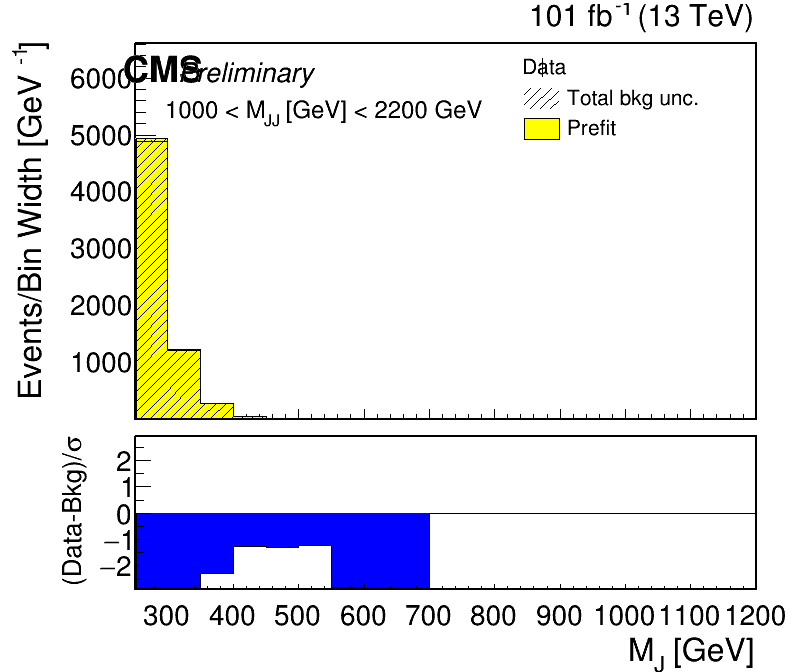 101 fb⁻¹ (13 TeV)
CMS Preliminary
Data
1000 < M_JJ [GeV] < 2200 GeV
Total bkg unc.
Prefit
Events/Bin Width [GeV⁻¹]
6000
5000
4000
3000
2000
1000
(Data-Bkg)/σ
2
1
0
−1
−2
300 400 500 600 700 800 900 1000 1100 1200
M_J [GeV]